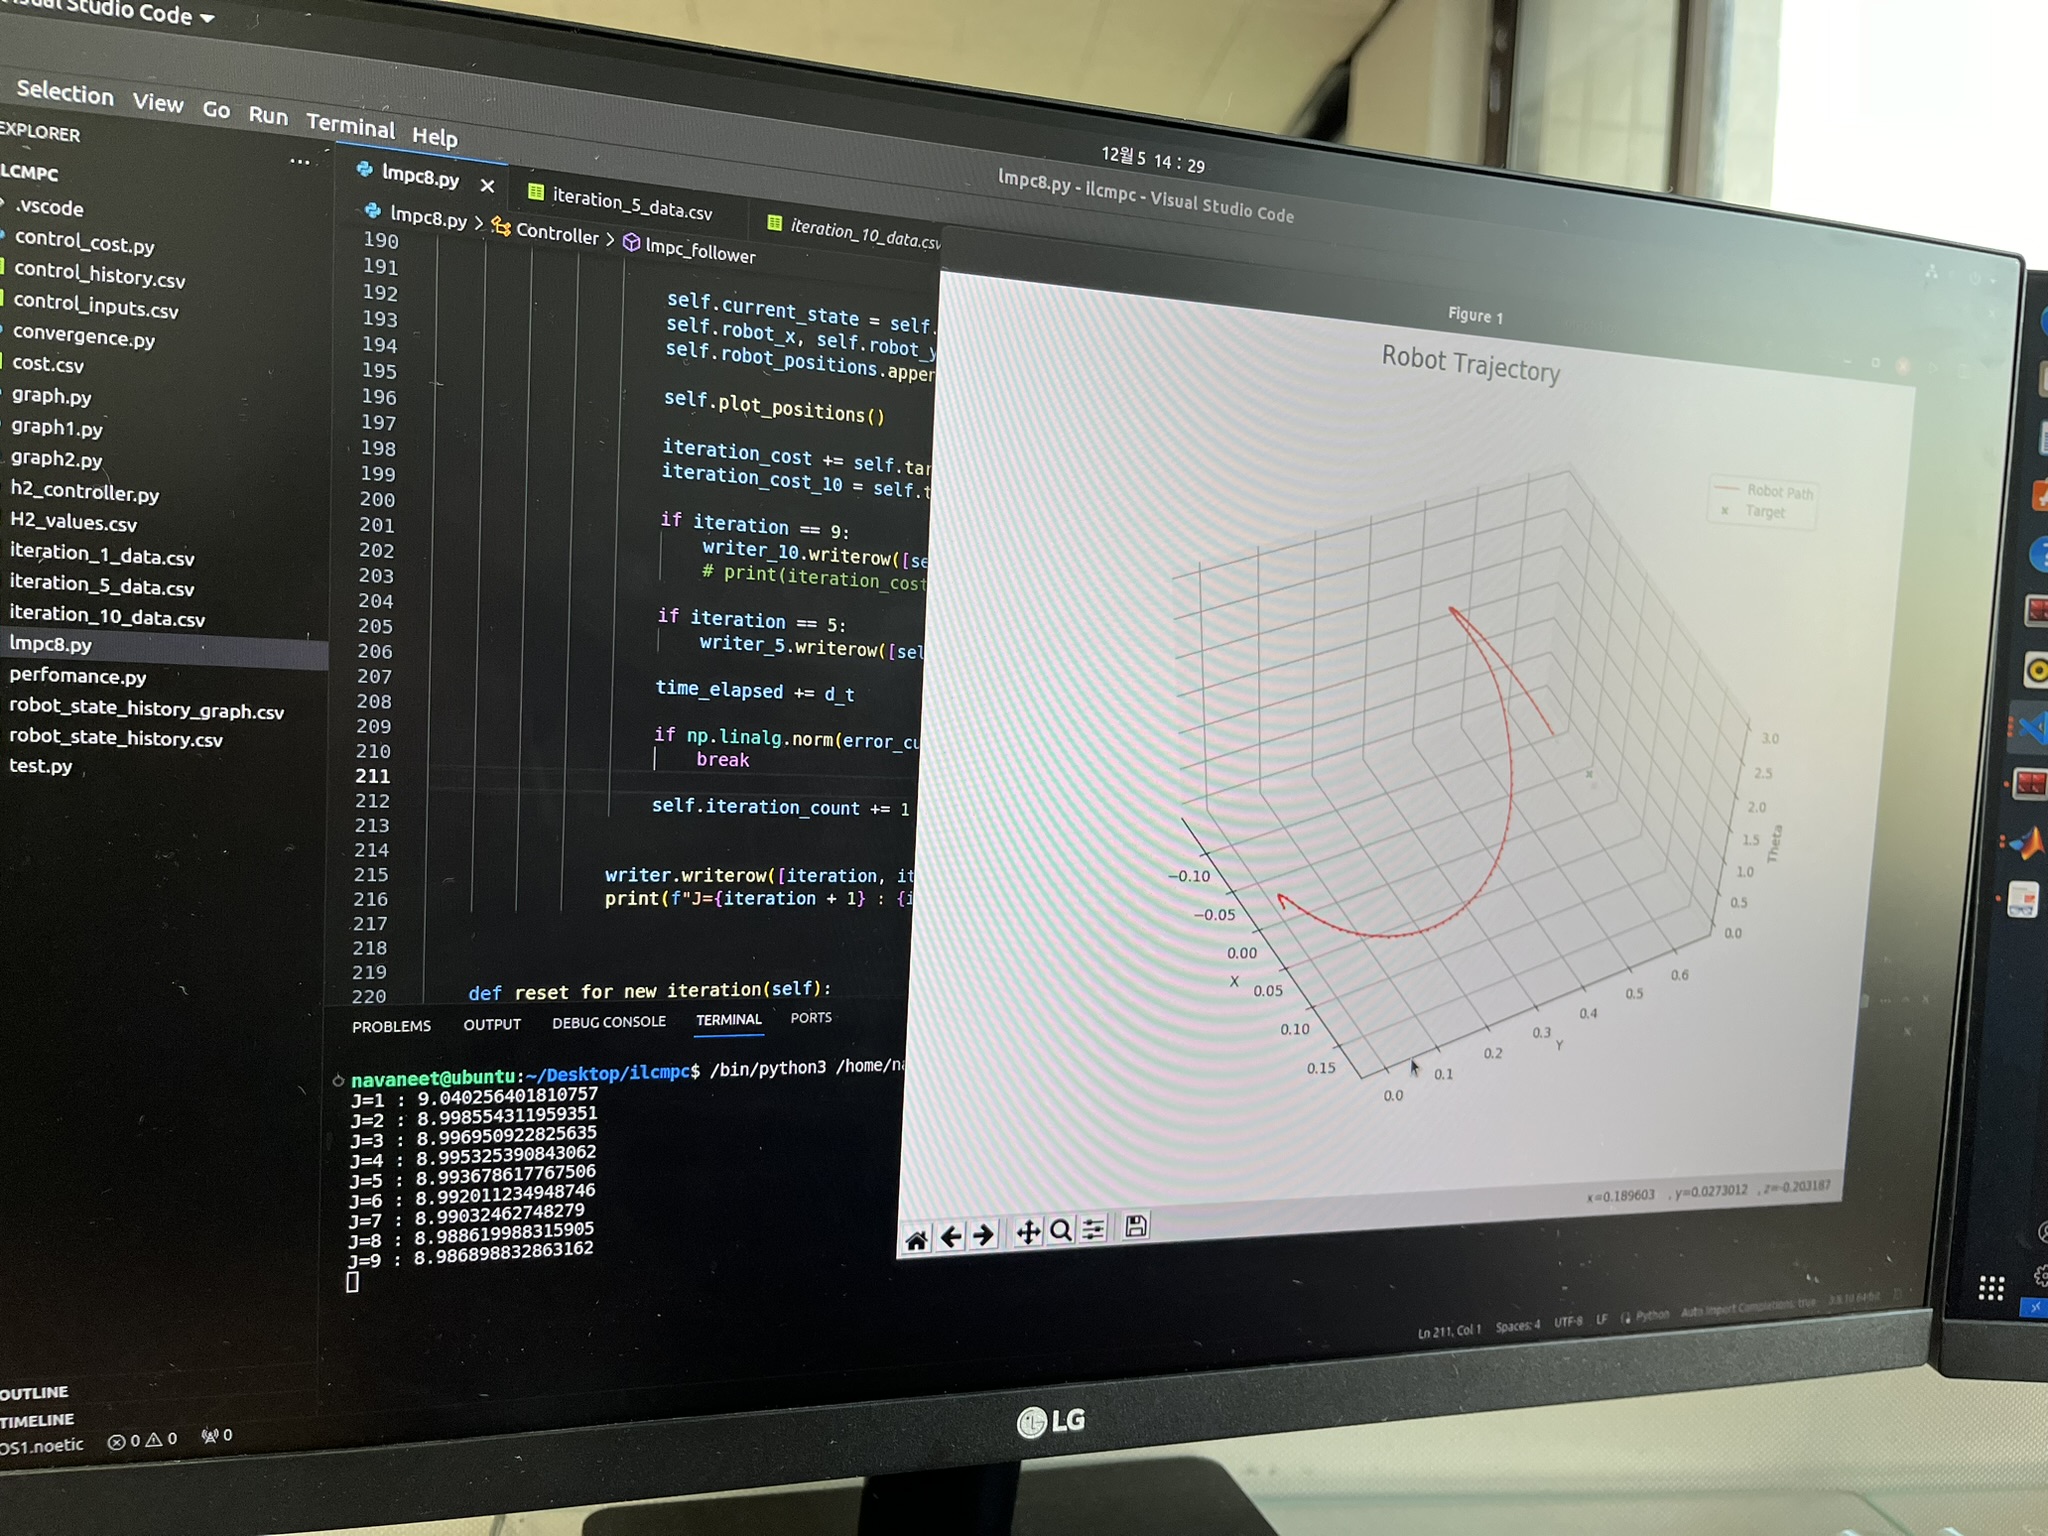 Visual Studio Code
Selection View Go Run Terminal Help
12월 5 14 : 29
lmpc8.py - ilcmpc - Visual Studio Code
EXPLORER
...
.vscode
control_cost.py
control_history.csv
control_inputs.csv
convergence.py
cost.csv
graph.py
graph1.py
graph2.py
h2_controller.py
H2_values.csv
iteration_1_data.csv
iteration_5_data.csv
iteration_10_data.csv
lmpc8.py
perfomance.py
robot_state_history_graph.csv
robot_state_history.csv
test.py
OUTLINE
TIMELINE
OS1.noetic 0 0 0
lmpc8.py iteration_5_data.csv iteration_10_data.csv
lmpc8.py > Controller > lmpc_follower
190
191
192 self.current_state = self.
193 self.robot_x, self.robot_y
194 self.robot_positions.appen
195
196 self.plot_positions()
197
198 iteration_cost += self.tar
199 iteration_cost_10 = self.t
200
201 if iteration == 9:
202 writer_10.writerow([se
203 # print(iteration_cost
204
205 if iteration == 5:
206 writer_5.writerow([sel
207
208 time_elapsed += d_t
209
210 if np.linalg.norm(error_cu
211 break
212
213 self.iteration_count += 1
214
215 writer.writerow([iteration, it
216 print(f"J={iteration + 1} : {i
217
218
219
220 def reset for new iteration(self):
PROBLEMS OUTPUT DEBUG CONSOLE TERMINAL PORTS
navaneet@ubuntu:~/Desktop/ilcmpc$ /bin/python3 /home/na
J=1 : 9.040256401810757
J=2 : 8.998554311959351
J=3 : 8.996950922825635
J=4 : 8.995325390843062
J=5 : 8.993678617767506
J=6 : 8.992011234948746
J=7 : 8.99032462748279
J=8 : 8.988619988315905
J=9 : 8.986898832863162
Figure 1
Robot Trajectory
Robot Path
Target
3.0
2.5
2.0
1.5
1.0
0.5
0.0
Theta
−0.10
−0.05
0.00
0.05
0.10
0.15
X
0.0
0.1
0.2
0.3
0.4
0.5
0.6
Y
x=0.189603 , y=0.0273012 , z=-0.203187
Ln 211, Col 1 Spaces: 4 UTF-8 LF Python Auto Import Completions: true
LG